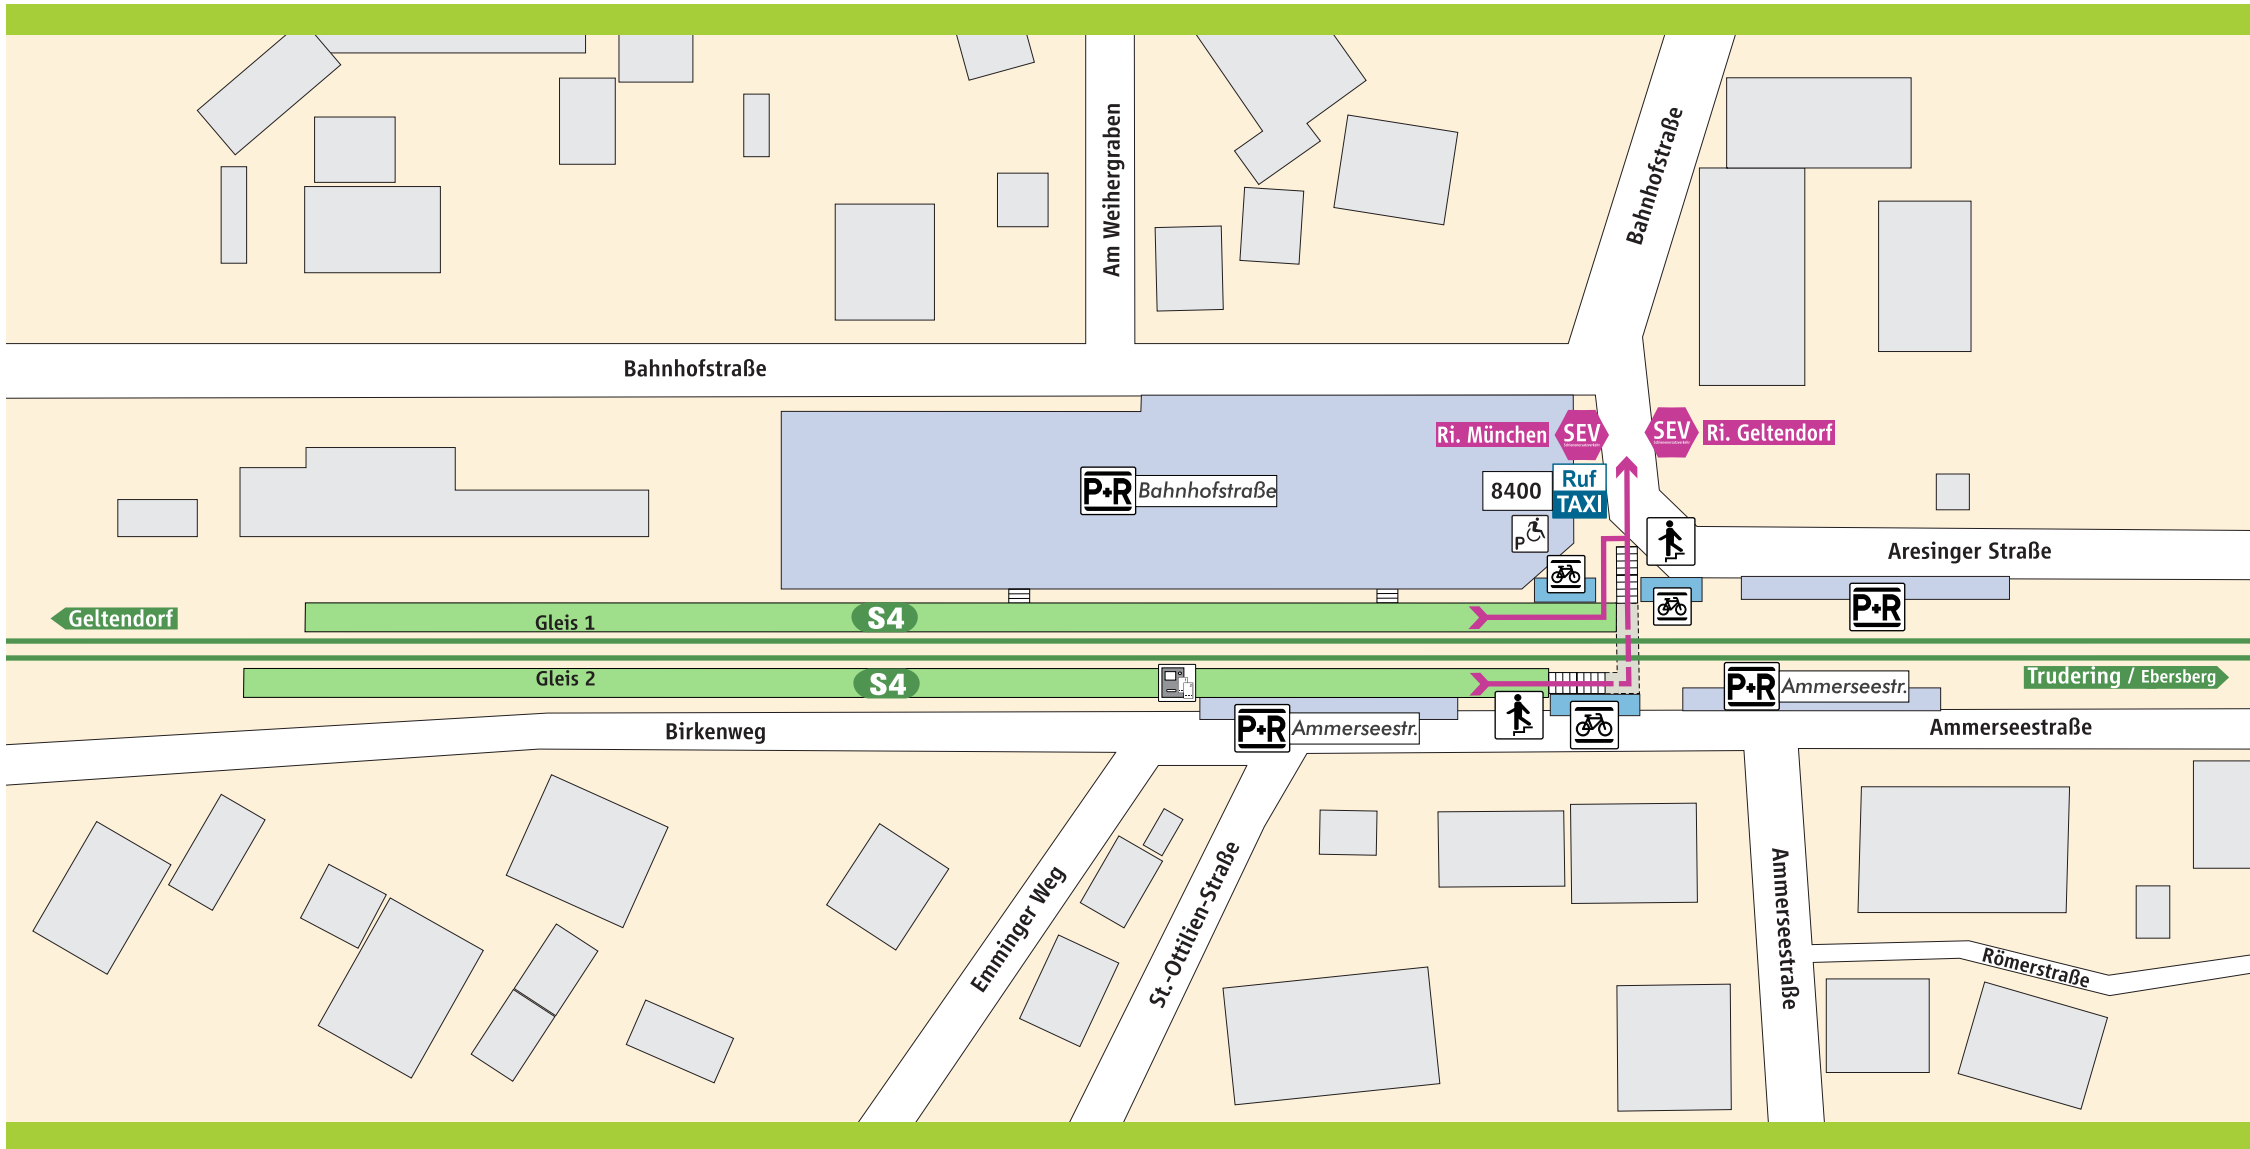 Am Weihergraben
Bahnhofstraße
Bahnhofstraße
Ri. München
SEV
SEV
Ri. Geltendorf
P+R
Bahnhofstraße
8400
Ruf
TAXI
P
Aresinger Straße
Geltendorf
Gleis 1
S4
P+R
Gleis 2
S4
P+R
Ammerseestr.
Trudering / Ebersberg
Birkenweg
P+R
Ammerseestr.
Ammerseestraße
Emminger Weg
St.-Ottilien-Straße
Ammerseestraße
Römerstraße